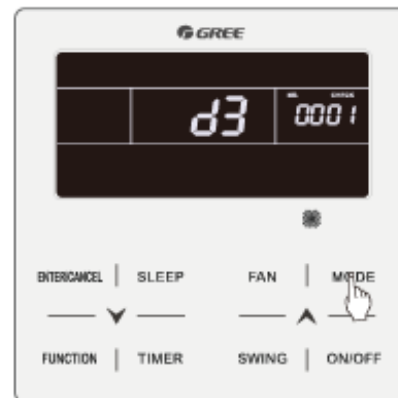 GREE
d3 0001
ENTER/CANCEL | SLEEP FAN | MODE
FUNCTION | TIMER SWING | ON/OFF